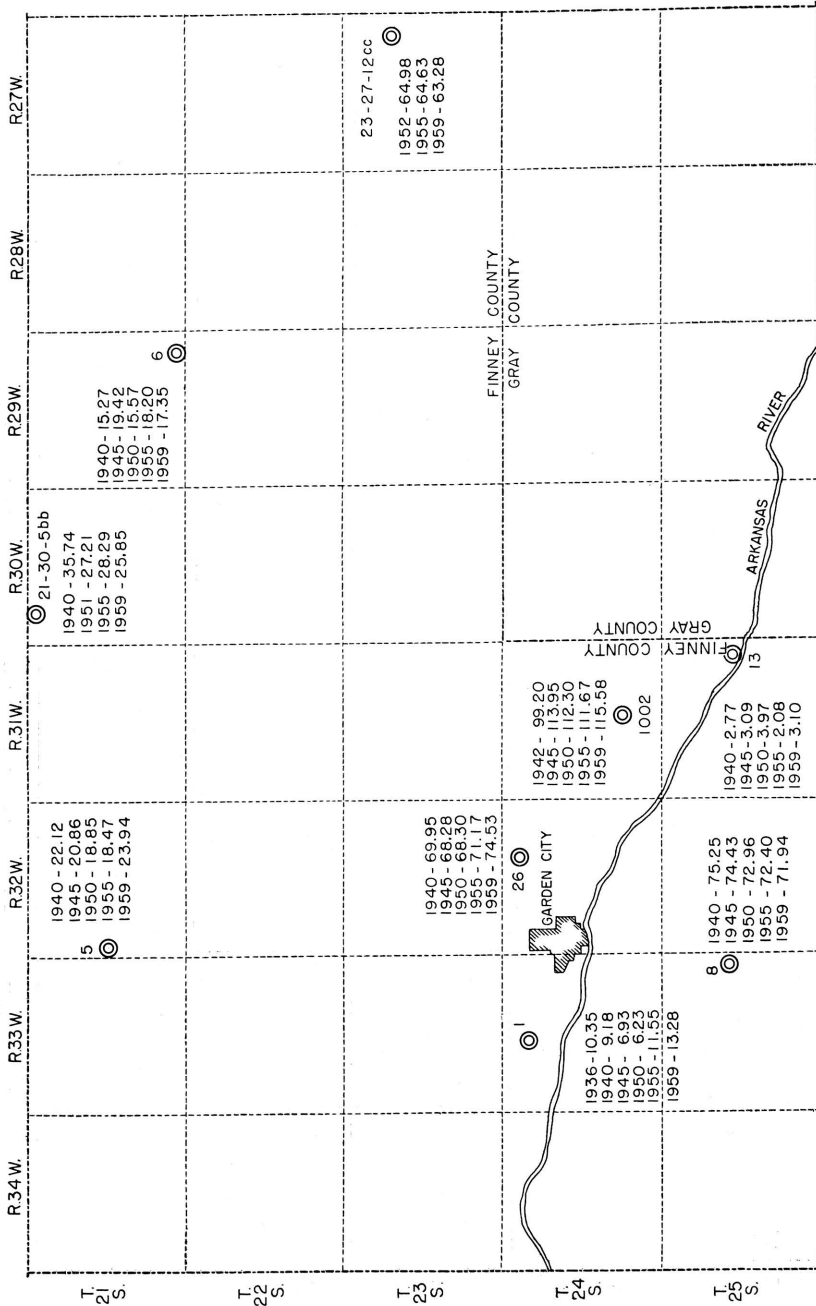 R.34W.
R.33W.
R.32W.
R.31W.
R.30W.
R.29W.
R.28W.
R.27W.
T. 21 S.
T. 22 S.
T. 23 S.
T. 24 S.
T. 25 S.
5
1940 - 22.12
1945 - 20.86
1950 - 18.85
1955 - 18.47
1959 - 23.94
21-30-5bb
1940 - 35.74
1951 - 27.21
1955 - 28.29
1959 - 25.85
6
1940 - 15.27
1945 - 19.42
1950 - 15.57
1955 - 18.20
1959 - 17.35
23-27-12cc
1952 - 64.98
1955 - 64.63
1959 - 63.28
1940 - 69.95
1945 - 68.28
1950 - 68.30
1955 - 71.17
1959 - 74.53
26
GARDEN CITY
1
1936 - 10.35
1940 - 9.18
1945 - 6.93
1950 - 6.23
1955 - 11.55
1959 - 13.28
1942 - 99.20
1945 - 113.95
1950 - 112.30
1955 - 111.67
1959 - 115.58
1002
FINNEY COUNTY
GRAY COUNTY
FINNEY COUNTY
GRAY COUNTY
8
1940 - 75.25
1945 - 74.43
1950 - 72.96
1955 - 72.40
1959 - 71.94
1940 - 2.77
1945 - 3.09
1950 - 3.97
1955 - 2.08
1959 - 3.10
13
ARKANSAS RIVER